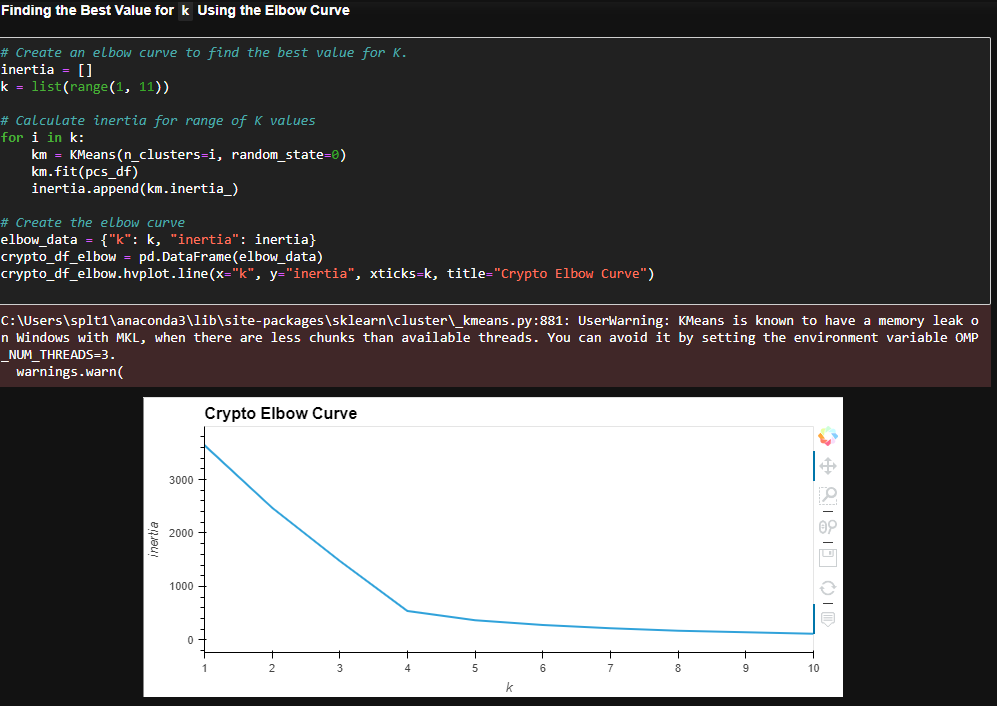 Finding the Best Value for k Using the Elbow Curve
# Create an elbow curve to find the best value for K.
inertia = []
k = list(range(1, 11))
# Calculate inertia for range of K values
for i in k:
    km = KMeans(n_clusters=i, random_state=0)
    km.fit(pcs_df)
    inertia.append(km.inertia_)
# Create the elbow curve
elbow_data = {"k": k, "inertia": inertia}
crypto_df_elbow = pd.DataFrame(elbow_data)
crypto_df_elbow.hvplot.line(x="k", y="inertia", xticks=k, title="Crypto Elbow Curve")
C:\Users\splt1\anaconda3\lib\site-packages\sklearn\cluster\_kmeans.py:881: UserWarning: KMeans is known to have a memory leak o
n Windows with MKL, when there are less chunks than available threads. You can avoid it by setting the environment variable OMP
_NUM_THREADS=3.
  warnings.warn(
Crypto Elbow Curve
3000
2000
1000
0
inertia
1 2 3 4 5 6 7 8 9 10
k